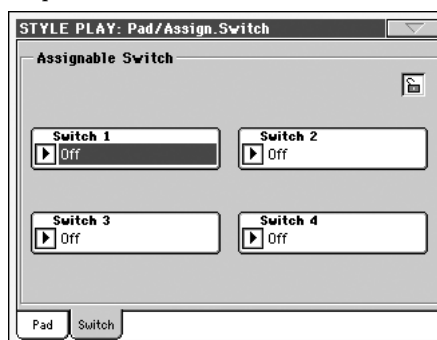 STYLE PLAY: Pad/Assign.Switch
Assignable Switch
Switch 1
Off
Switch 2
Off
Switch 3
Off
Switch 4
Off
Pad
Switch